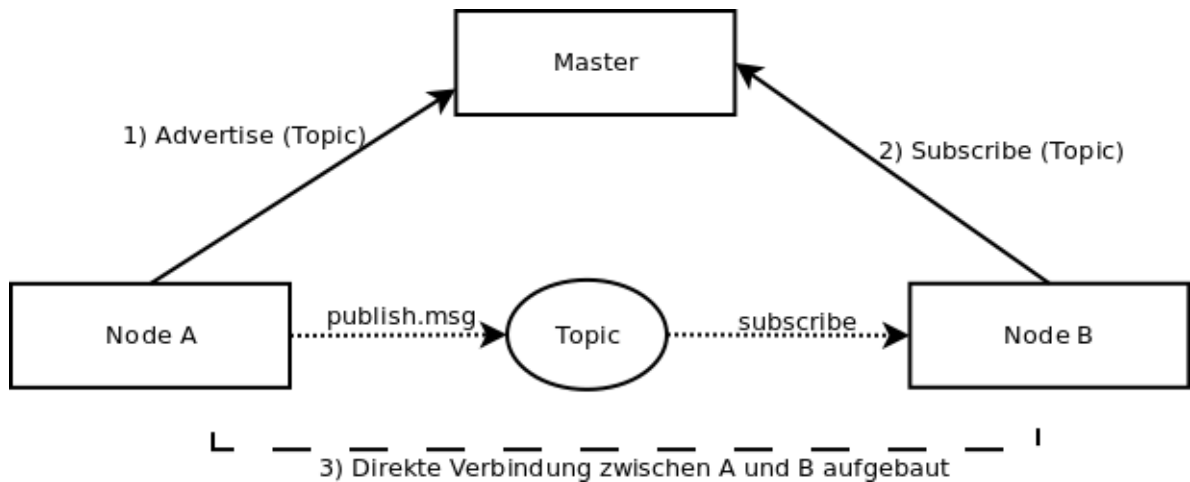 Master
1) Advertise (Topic)
2) Subscribe (Topic)
Node A
publish.msg
Topic
subscribe
Node B
3) Direkte Verbindung zwischen A und B aufgebaut